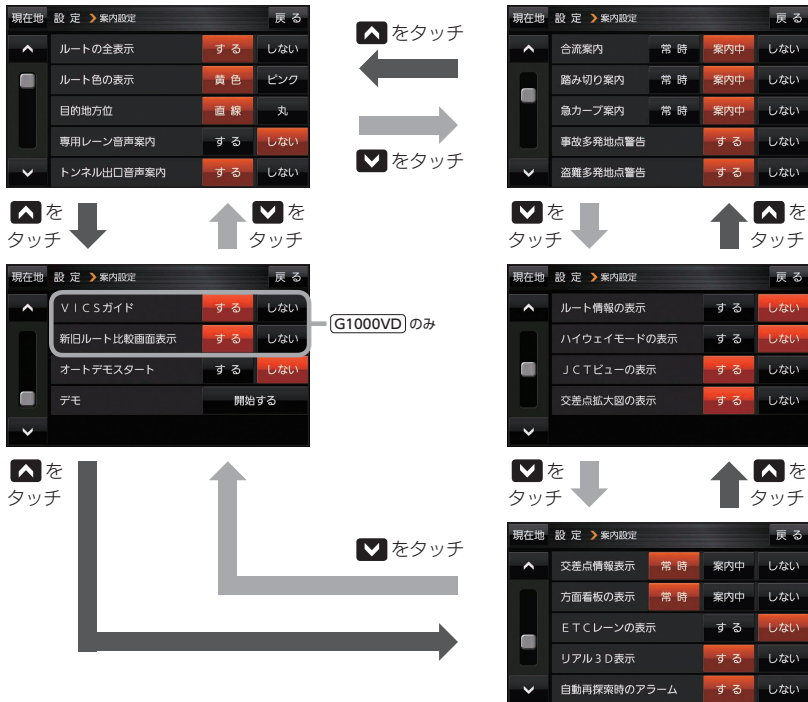 現在地 設 定 案内設定 戻 る
ルートの全表示 す る しない
ルート色の表示 黄 色 ピンク
目的地方位 直 線 丸
専用レーン音声案内 す る しない
トンネル出口音声案内 す る しない
をタッチ
をタッチ
現在地 設 定 案内設定 戻 る
合流案内 常 時 案内中 しない
踏み切り案内 常 時 案内中 しない
急カーブ案内 常 時 案内中 しない
事故多発地点警告 す る しない
盗難多発地点警告 す る しない
を
タッチ
を
タッチ
を
タッチ
を
タッチ
現在地 設 定 案内設定 戻 る
ＶＩＣＳガイド す る しない
新旧ルート比較画面表示 す る しない
オートデモスタート す る しない
デモ 開始する
G1000VD のみ
現在地 設 定 案内設定 戻 る
ルート情報の表示 す る しない
ハイウェイモードの表示 す る しない
ＪＣＴビューの表示 す る しない
交差点拡大図の表示 す る しない
を
タッチ
をタッチ
を
タッチ
を
タッチ
現在地 設 定 案内設定 戻 る
交差点情報表示 常 時 案内中 しない
方面看板の表示 常 時 案内中 しない
ＥＴＣレーンの表示 す る しない
リアル３Ｄ表示 す る しない
自動再探索時のアラーム す る しない